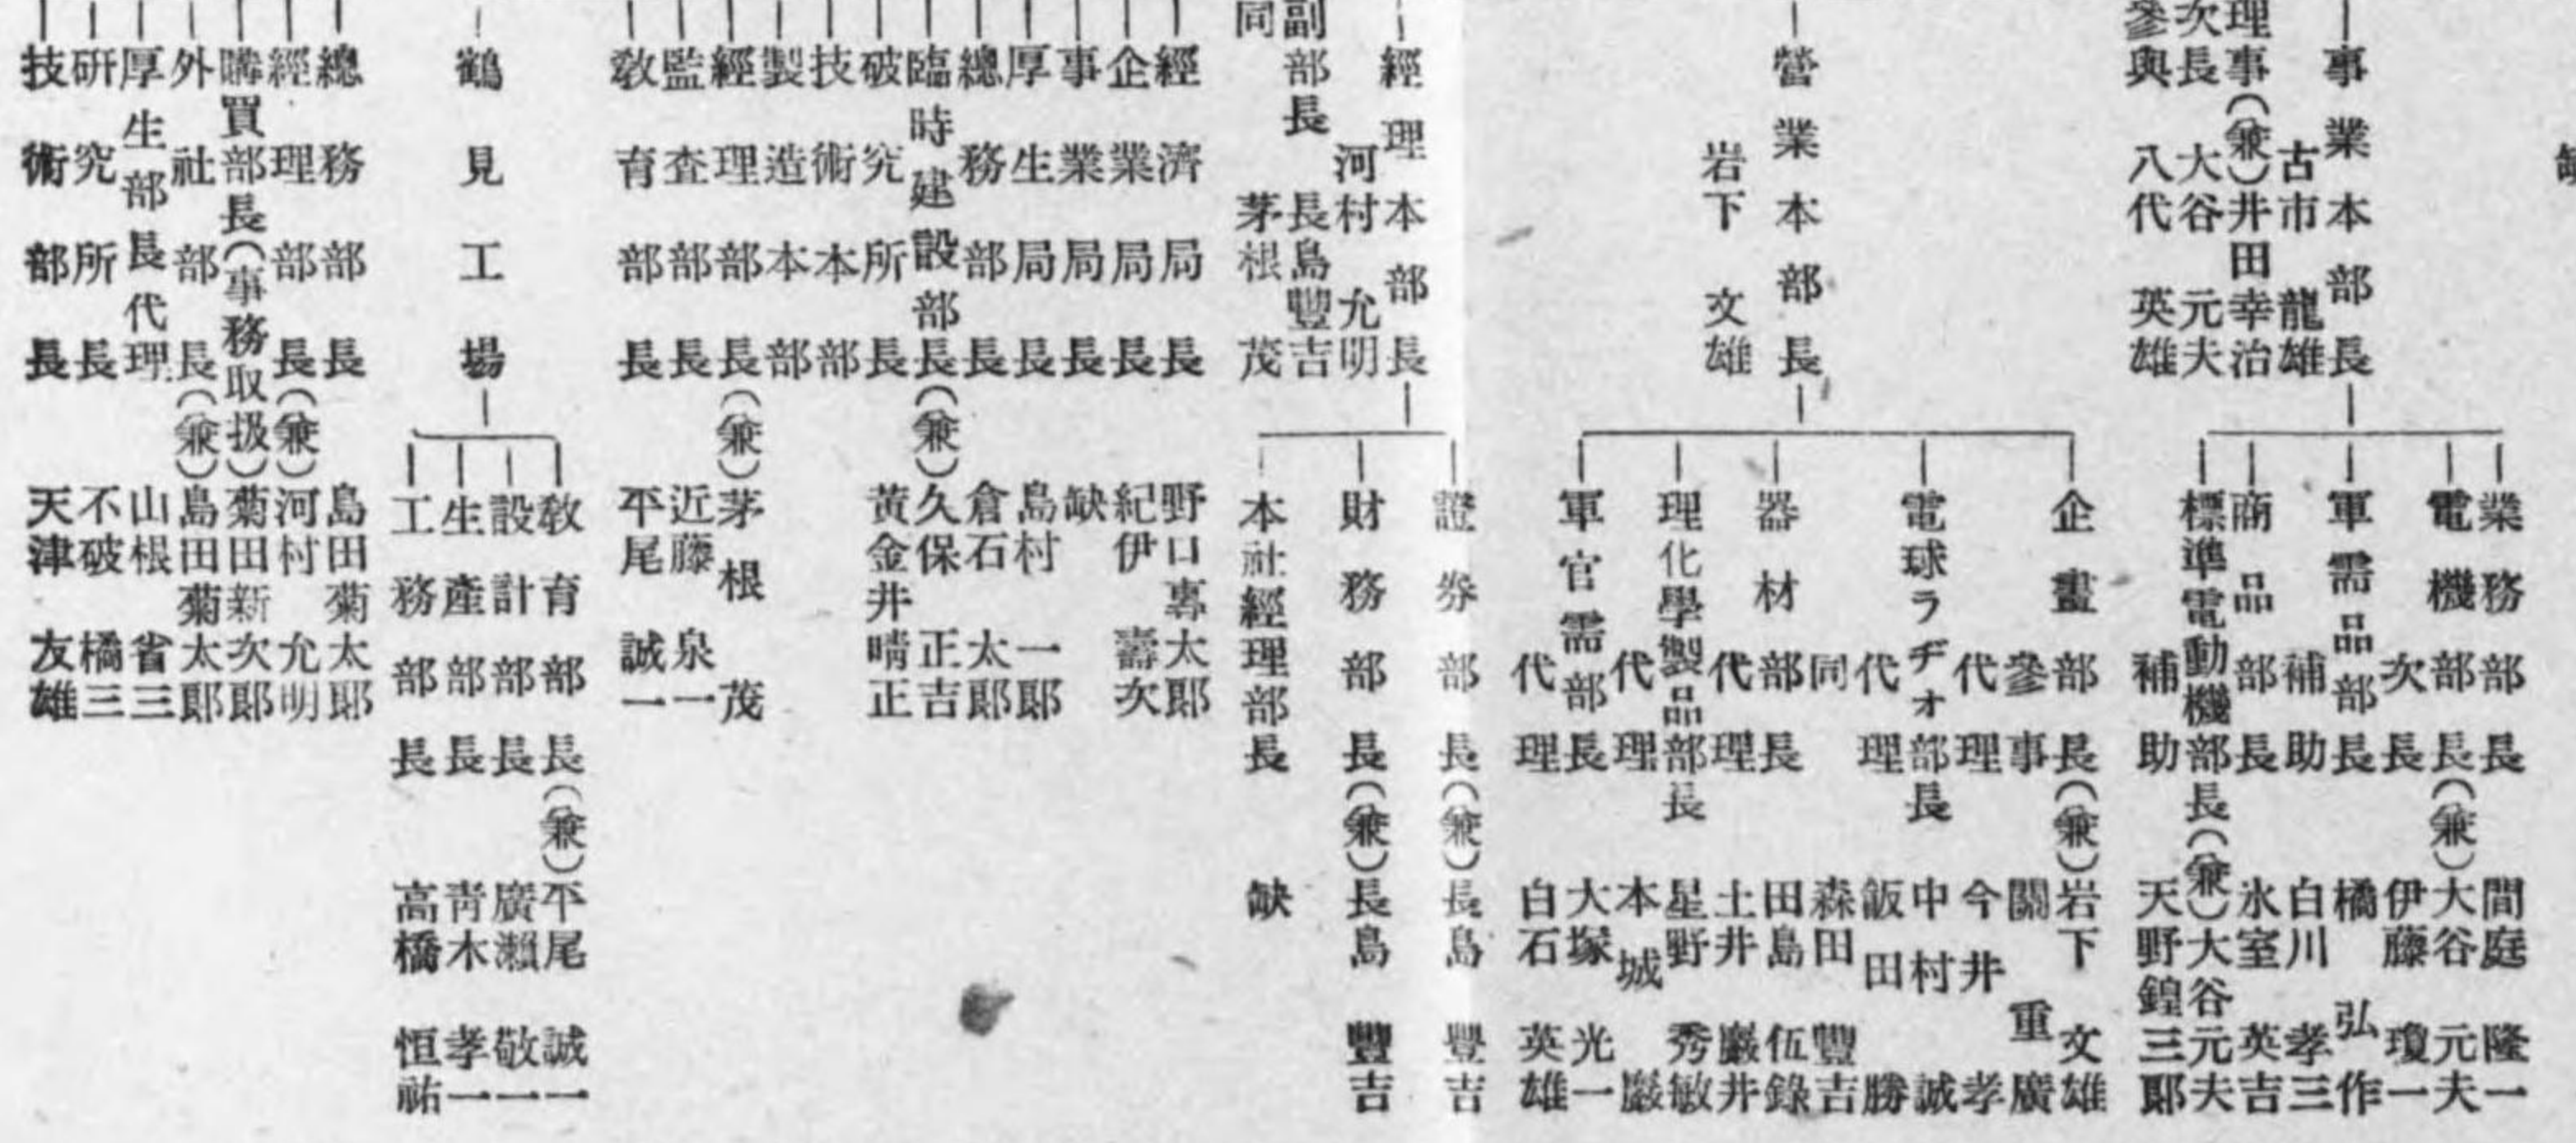 事業本部長 古市龍雄
理事(兼)井田幸治
次長 大谷元夫
參與 八代英雄
業務部長 間庭隆一
電機部長(兼)大谷元夫
次長 伊藤瓊一
軍需品部長 橘弘作
補助 白川孝三
商品部長 氷室英吉
標準電動機部長(兼)大谷元夫
補助 天野鍠三郎
營業本部長 岩下文雄
企畫部長(兼)岩下文雄
參事 關重廣
代理 今井孝
電球ラヂオ部長 中村誠
代理 飯田勝
同 森田豐吉
器材部長 田島伍錄
代理 土井巖井
理化學製品部長 星野秀敏
代理 本城巖
軍官需部長 大塚光一
代理 白石英雄
經理本部長 河村允明
副部長 長島豐吉
同 茅根茂
證券部長(兼)長島豐吉
財務部長(兼)長島豐吉
本社經理部長 缺
經濟局長 野口專太郎
企業局長 紀伊壽次
事業局長 缺
厚生局長 島村一郎
總務部長 倉石太郎
臨時建設部長(兼)久保正吉
破究所長 黃金井晴正
技術本部
製造本部
經理部長(兼)茅根茂
監査部長 近藤泉一
敎育部長 平尾誠一
鶴見工場
敎育部長(兼)平尾誠一
設計部長 廣瀨敬一
生產部長 靑木孝一
工務部長 高橋恒祐
總務部長 島田菊太郎
經理部長(兼)河村允明
購買部長(事務取扱)菊田新次郎
外社部長(兼)島田菊太郎
厚生部長代理 山根省三
硏究所長 不破橘三
技術部長 天津友雄